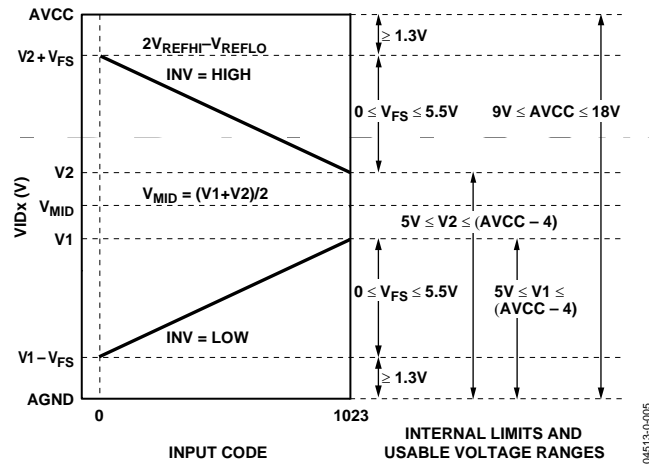 AVCC
≥ 1.3V
V2 + VFS
2VREFHI–VREFLO
INV = HIGH
0 ≤ VFS ≤ 5.5V
9V ≤ AVCC ≤ 18V
V2
VMID = (V1+V2)/2
VMID
5V ≤ V2 ≤ (AVCC – 4)
V1
VIDx (V)
0 ≤ VFS ≤ 5.5V
5V ≤ V1 ≤
(AVCC – 4)
INV = LOW
V1 – VFS
≥ 1.3V
AGND
0
1023
INPUT CODE
INTERNAL LIMITS AND
USABLE VOLTAGE RANGES
04513-0-005